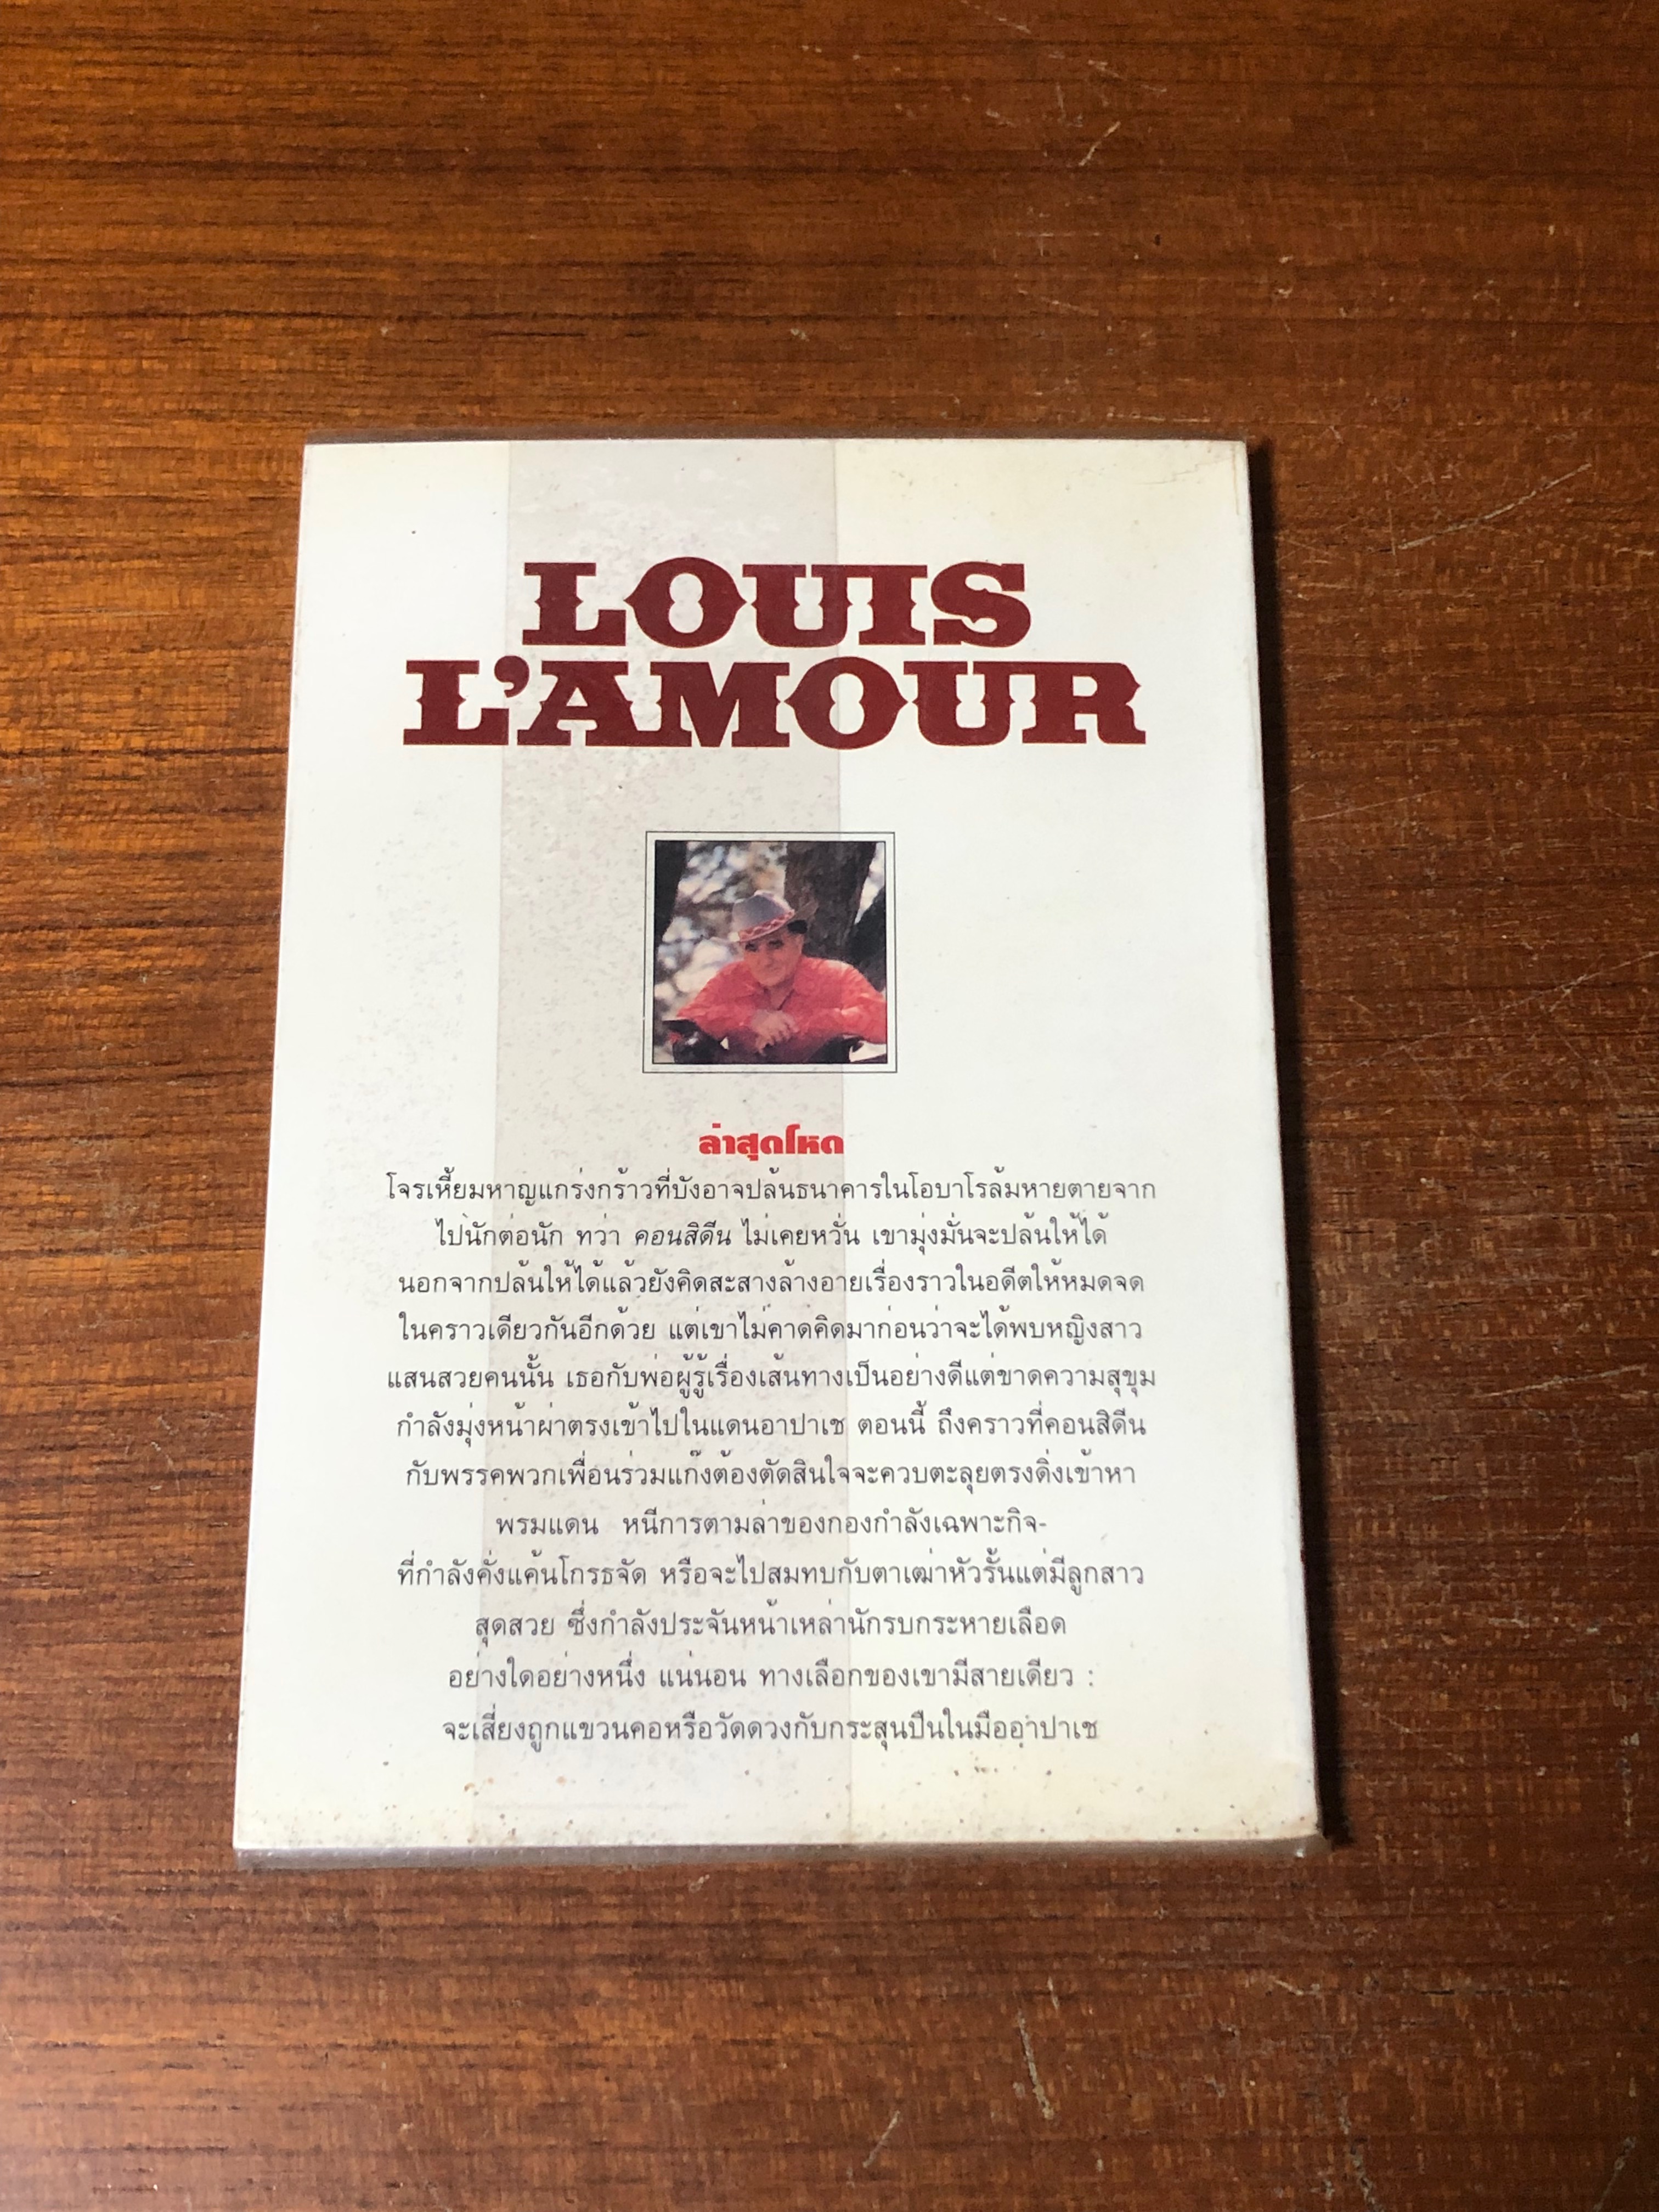 LOUIS
L'AMOUR
ล่าสุดโหด
โจรเหี้ยมหาญแกร่งกร้าวที่บังอาจปล้นธนาคารในโอบาโรล้มหายตายจาก
ไปนักต่อนัก ทว่า คอนสิดีน ไม่เคยหวั่น เขามุ่งมั่นจะปล้นให้ได้
นอกจากปล้นให้ได้แล้วยังคิดสะสางล้างอายเรื่องราวในอดีตให้หมดจด
ในคราวเดียวกันอีกด้วย แต่เขาไม่คาดคิดมาก่อนว่าจะได้พบหญิงสาว
แสนสวยคนนั้น เธอกับพ่อผู้รู้เรื่องเส้นทางเป็นอย่างดีแต่ขาดความสุขุม
กำลังมุ่งหน้าผ่าตรงเข้าไปในแดนอาปาเช ตอนนี้ ถึงคราวที่คอนสิดีน
กับพรรคพวกเพื่อนร่วมแก๊งต้องตัดสินใจจะควบตะลุยตรงดิ่งเข้าหา
พรมแดน หนีการตามล่าของกองกำลังเฉพาะกิจ-
ที่กำลังคั่งแค้นโกรธจัด หรือจะไปสมทบกับตาเฒ่าหัวรั้นแต่มีลูกสาว
สุดสวย ซึ่งกำลังประจันหน้าเหล่านักรบกระหายเลือด
อย่างใดอย่างหนึ่ง แน่นอน ทางเลือกของเขามีสายเดียว :
จะเสี่ยงถูกแขวนคอหรือวัดดวงกับกระสุนปืนในมืออาปาเช